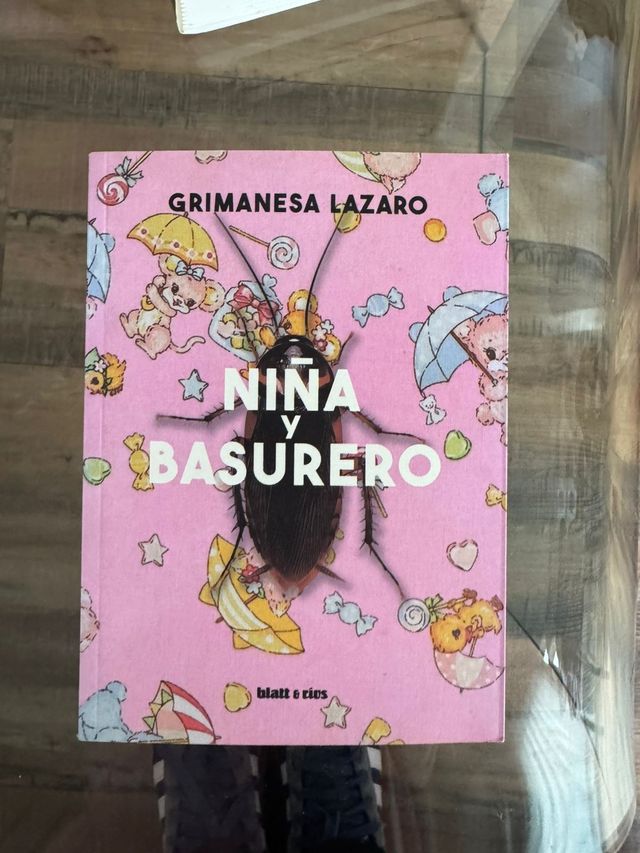 GRIMANESA LAZARO
NIÑA
y
BASURERO
blatt & ríos